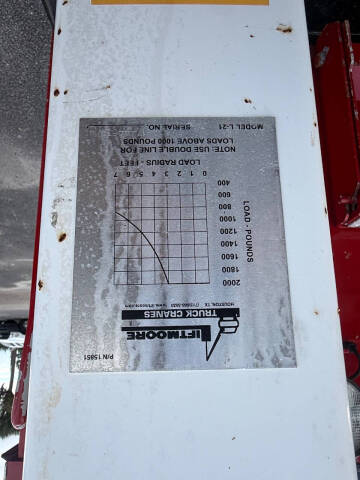 P/N 15651
LIFTMOORE
TRUCK CRANES
HOUSTON, TX
2000
1800
1600
1400
1200
1000
800
600
400
LOAD - POUNDS
0 1 2 3 4 5 6 7
LOAD RADIUS - FEET
NOTE: USE DOUBLE LINE FOR
LOADS ABOVE 1000 POUNDS
MODEL L-21 SERIAL NO.